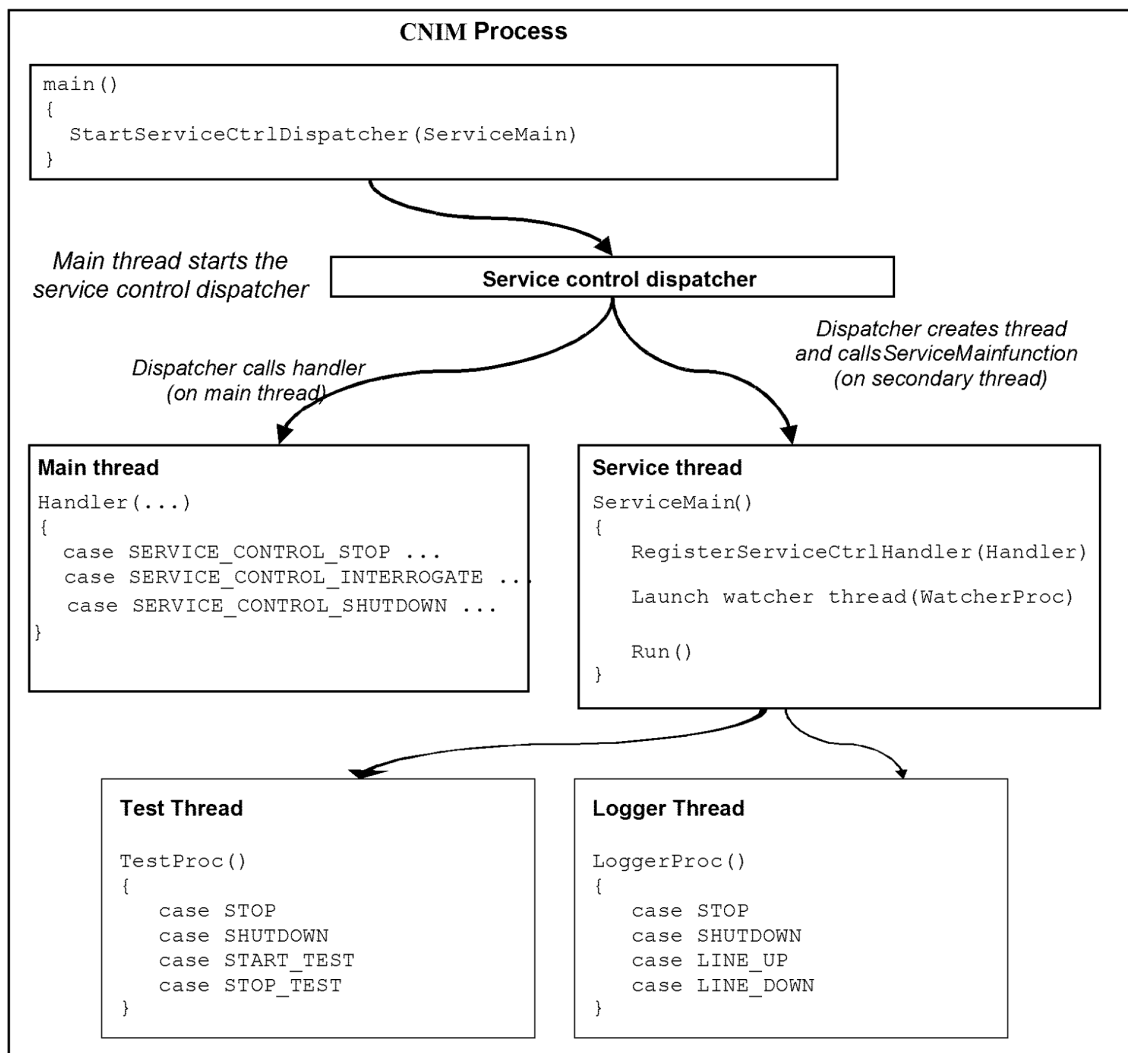 CNIM Process
main()
{
StartServiceCtrlDispatcher(ServiceMain)
}
Main thread starts the
service control dispatcher
Service control dispatcher
Dispatcher calls handler
(on main thread)
Dispatcher creates thread
and callsServiceMainfunction
(on secondary thread)
Main thread
Handler(...)
{
case SERVICE_CONTROL_STOP ...
case SERVICE_CONTROL_INTERROGATE ...
case SERVICE_CONTROL_SHUTDOWN ...
}
Service thread
ServiceMain()
{
RegisterServiceCtrlHandler(Handler)
Launch watcher thread(WatcherProc)
Run()
}
Test Thread
TestProc()
{
case STOP
case SHUTDOWN
case START_TEST
case STOP_TEST
}
Logger Thread
LoggerProc()
{
case STOP
case SHUTDOWN
case LINE_UP
case LINE_DOWN
}